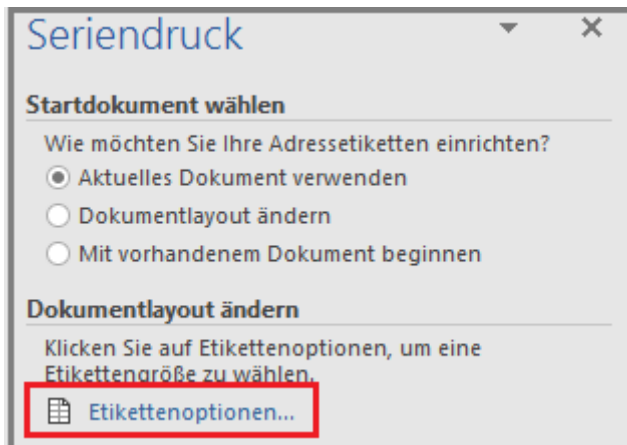 Seriendruck
Startdokument wählen
Wie möchten Sie Ihre Adressetiketten einrichten?
Aktuelles Dokument verwenden
Dokumentlayout ändern
Mit vorhandenem Dokument beginnen
Dokumentlayout ändern
Klicken Sie auf Etikettenoptionen, um eine
Etikettengröße zu wählen.
Etikettenoptionen...